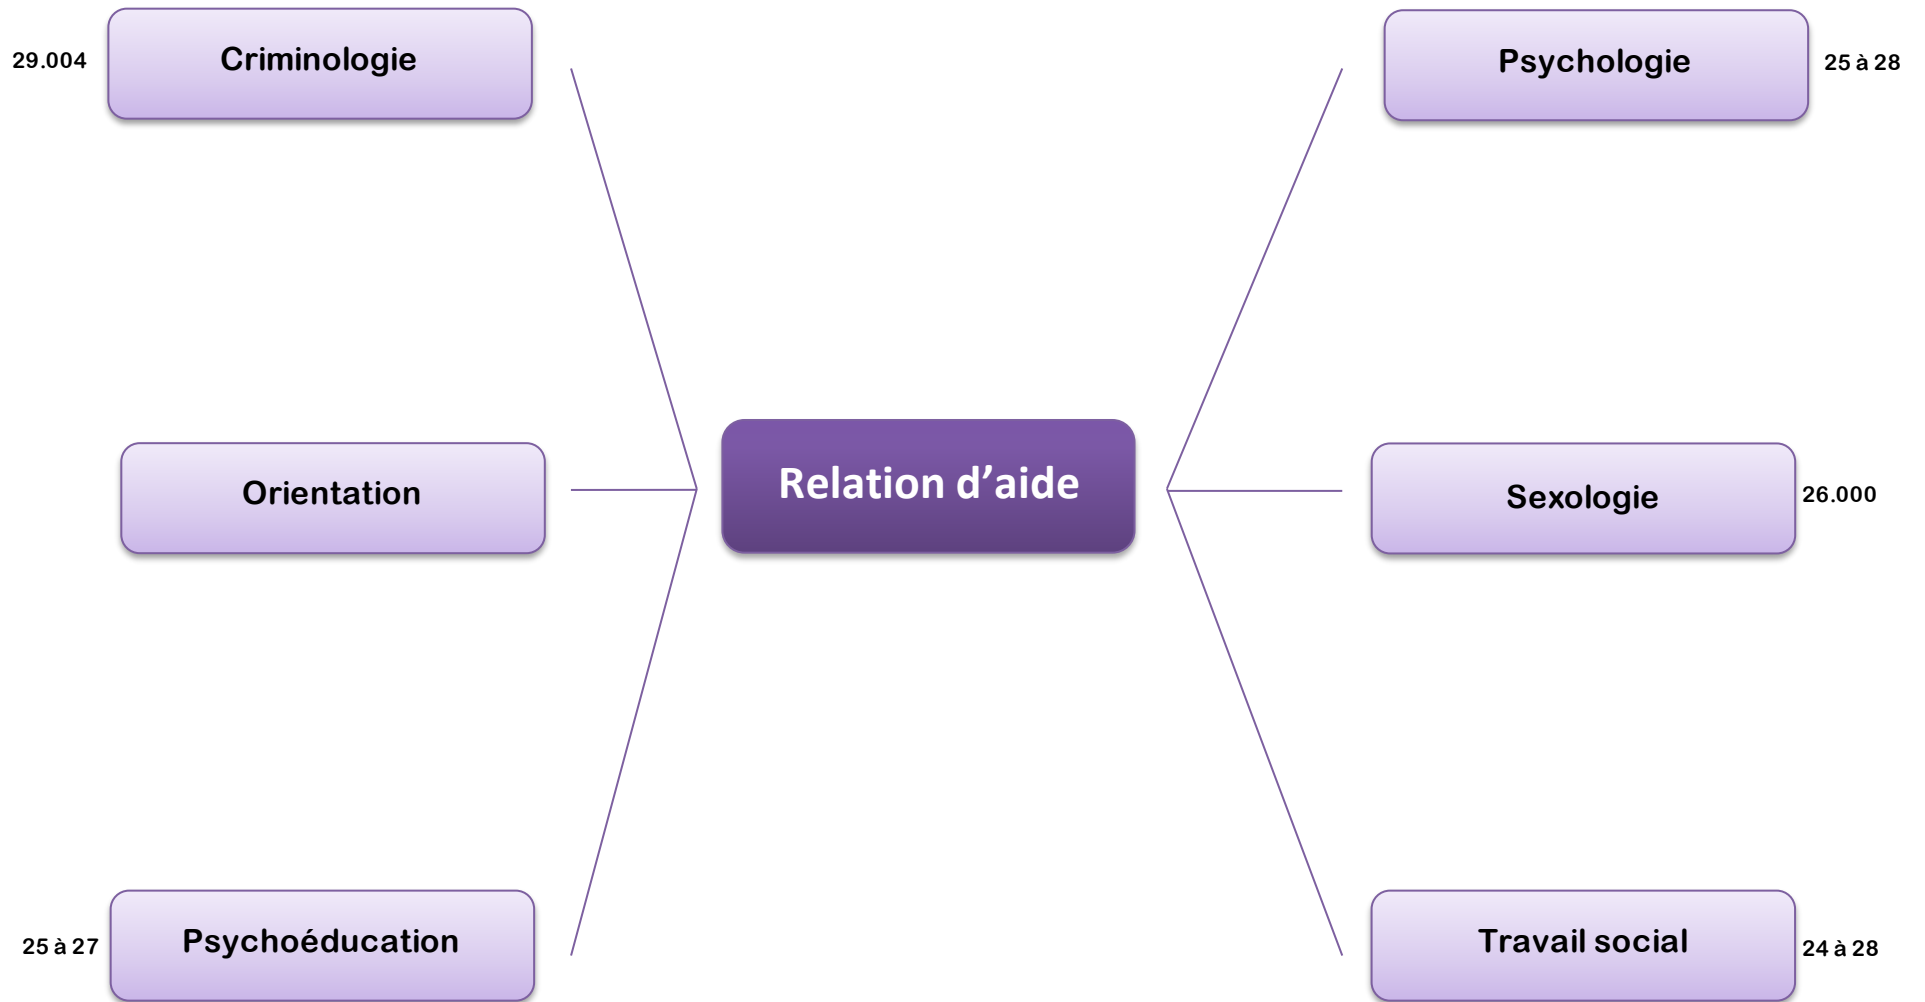 29.004
Criminologie
Psychologie
25 à 28
Orientation
Relation d’aide
Sexologie
26.000
25 à 27
Psychoéducation
Travail social
24 à 28